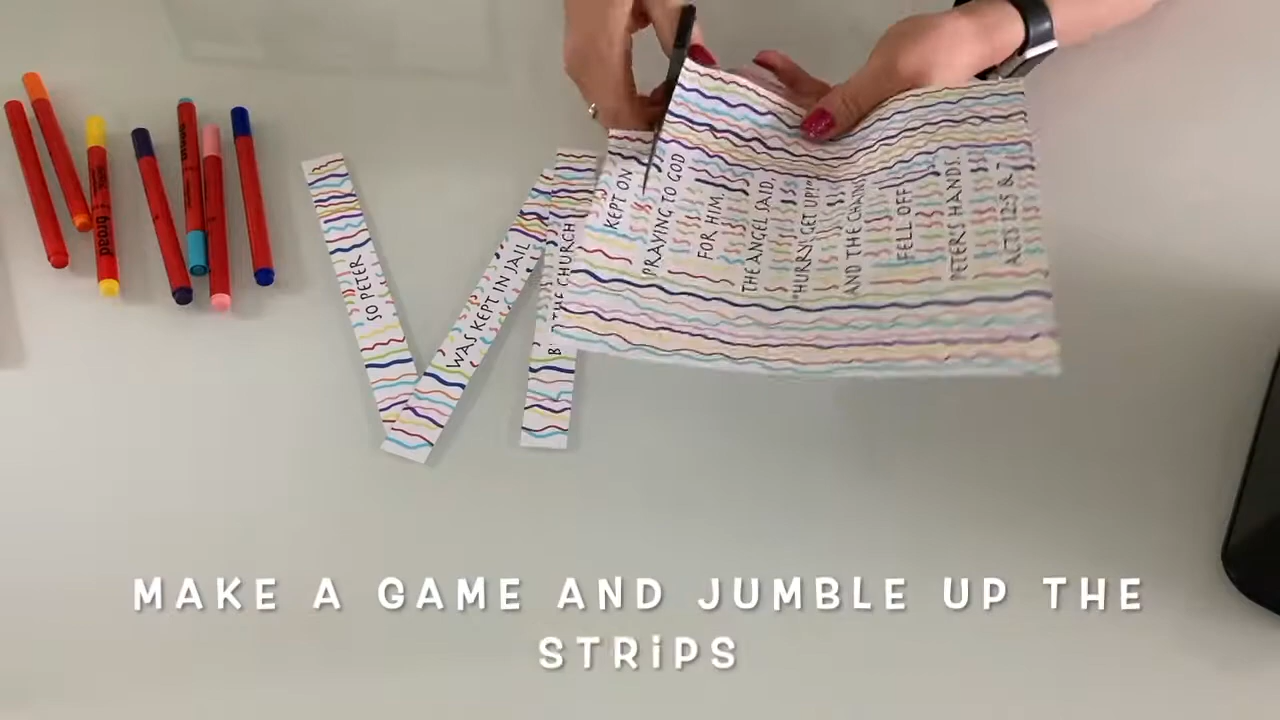 SO PETER
WAS KEPT IN JAIL
THE CHURCH
KEPT ON
PRAYING TO GOD
FOR HIM.
THE ANGEL SAID,
"HURRY, GET UP!"
AND THE CHAINS
FELL OFF
PETER'S HANDS.
ACTS 12:5 & 7
broad
MAKE A GAME AND JUMBLE UP THE
STRiPS